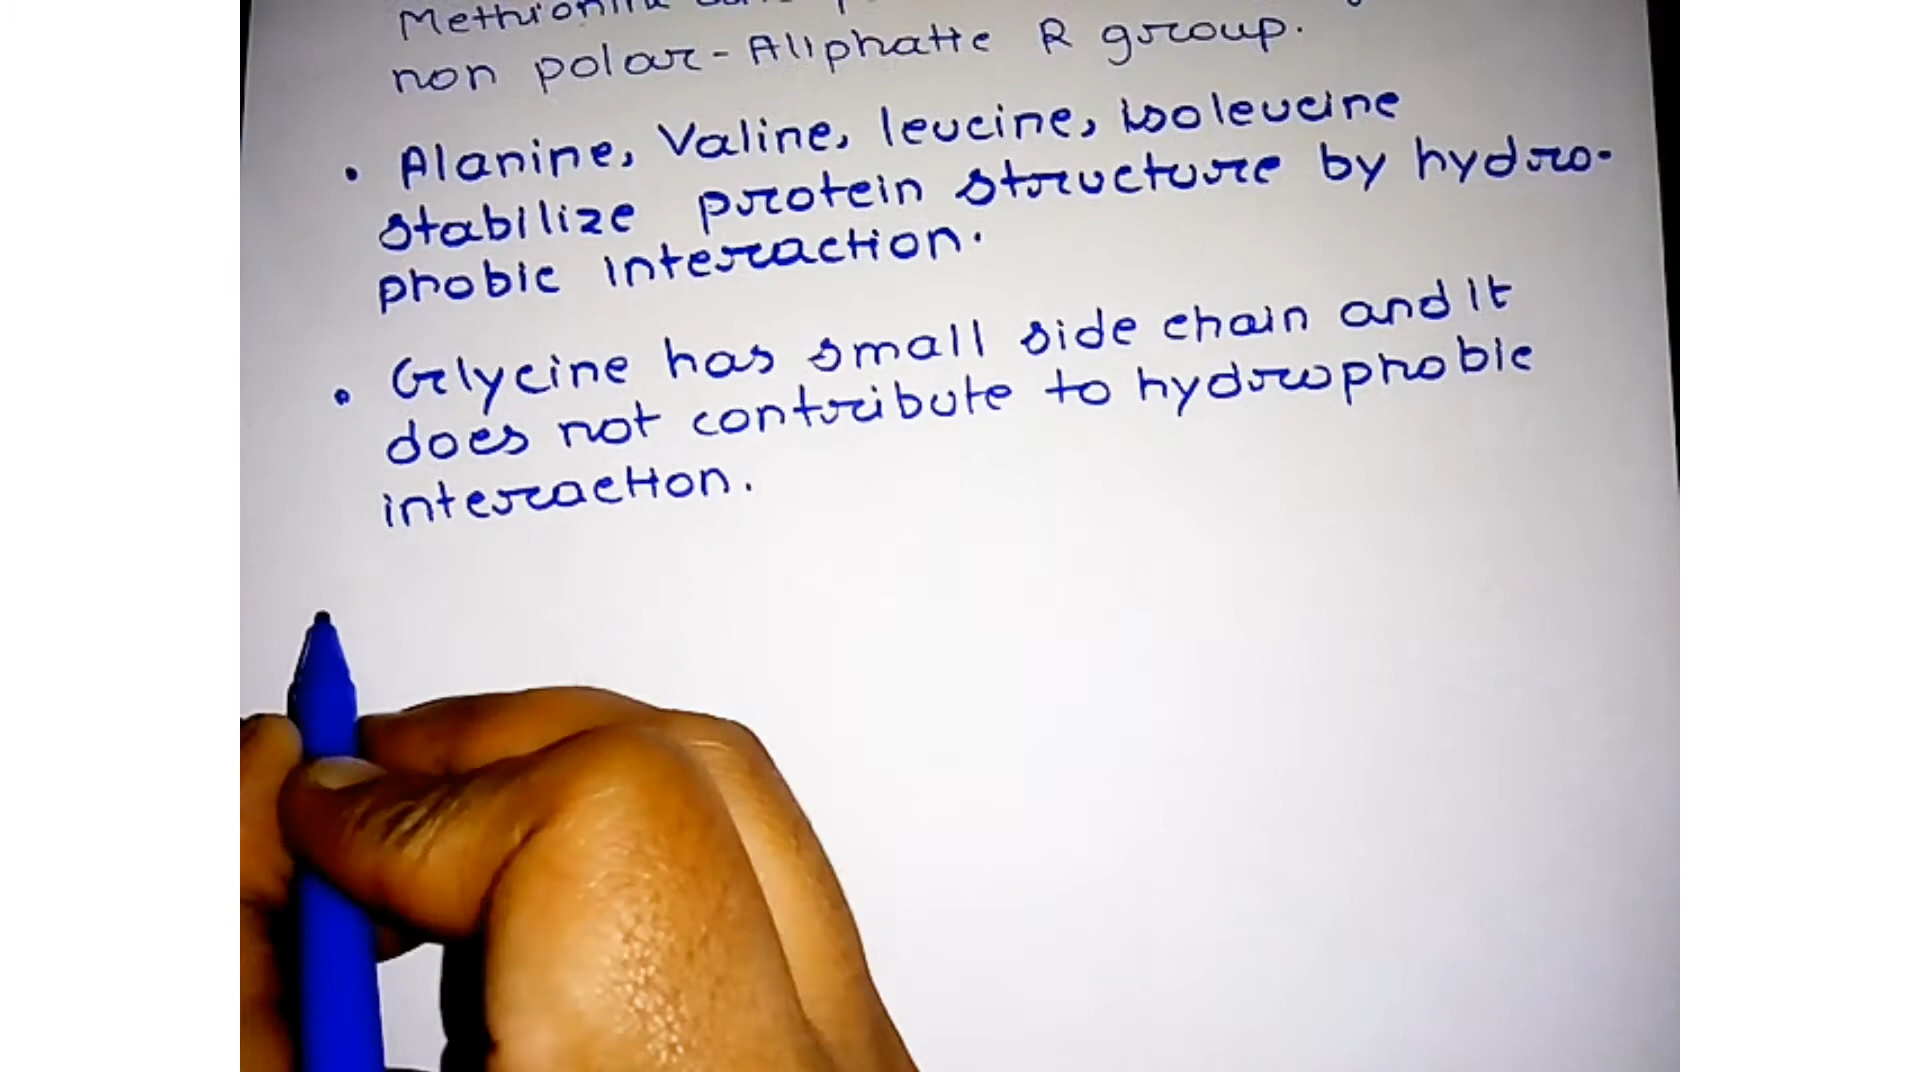 non polar - Aliphatic R group.
• Alanine, Valine, leucine, isoleucine
stabilize protein structure by hydro-
phobic interaction.
• Glycine has small side chain and it
does not contribute to hydrophobic
interaction.